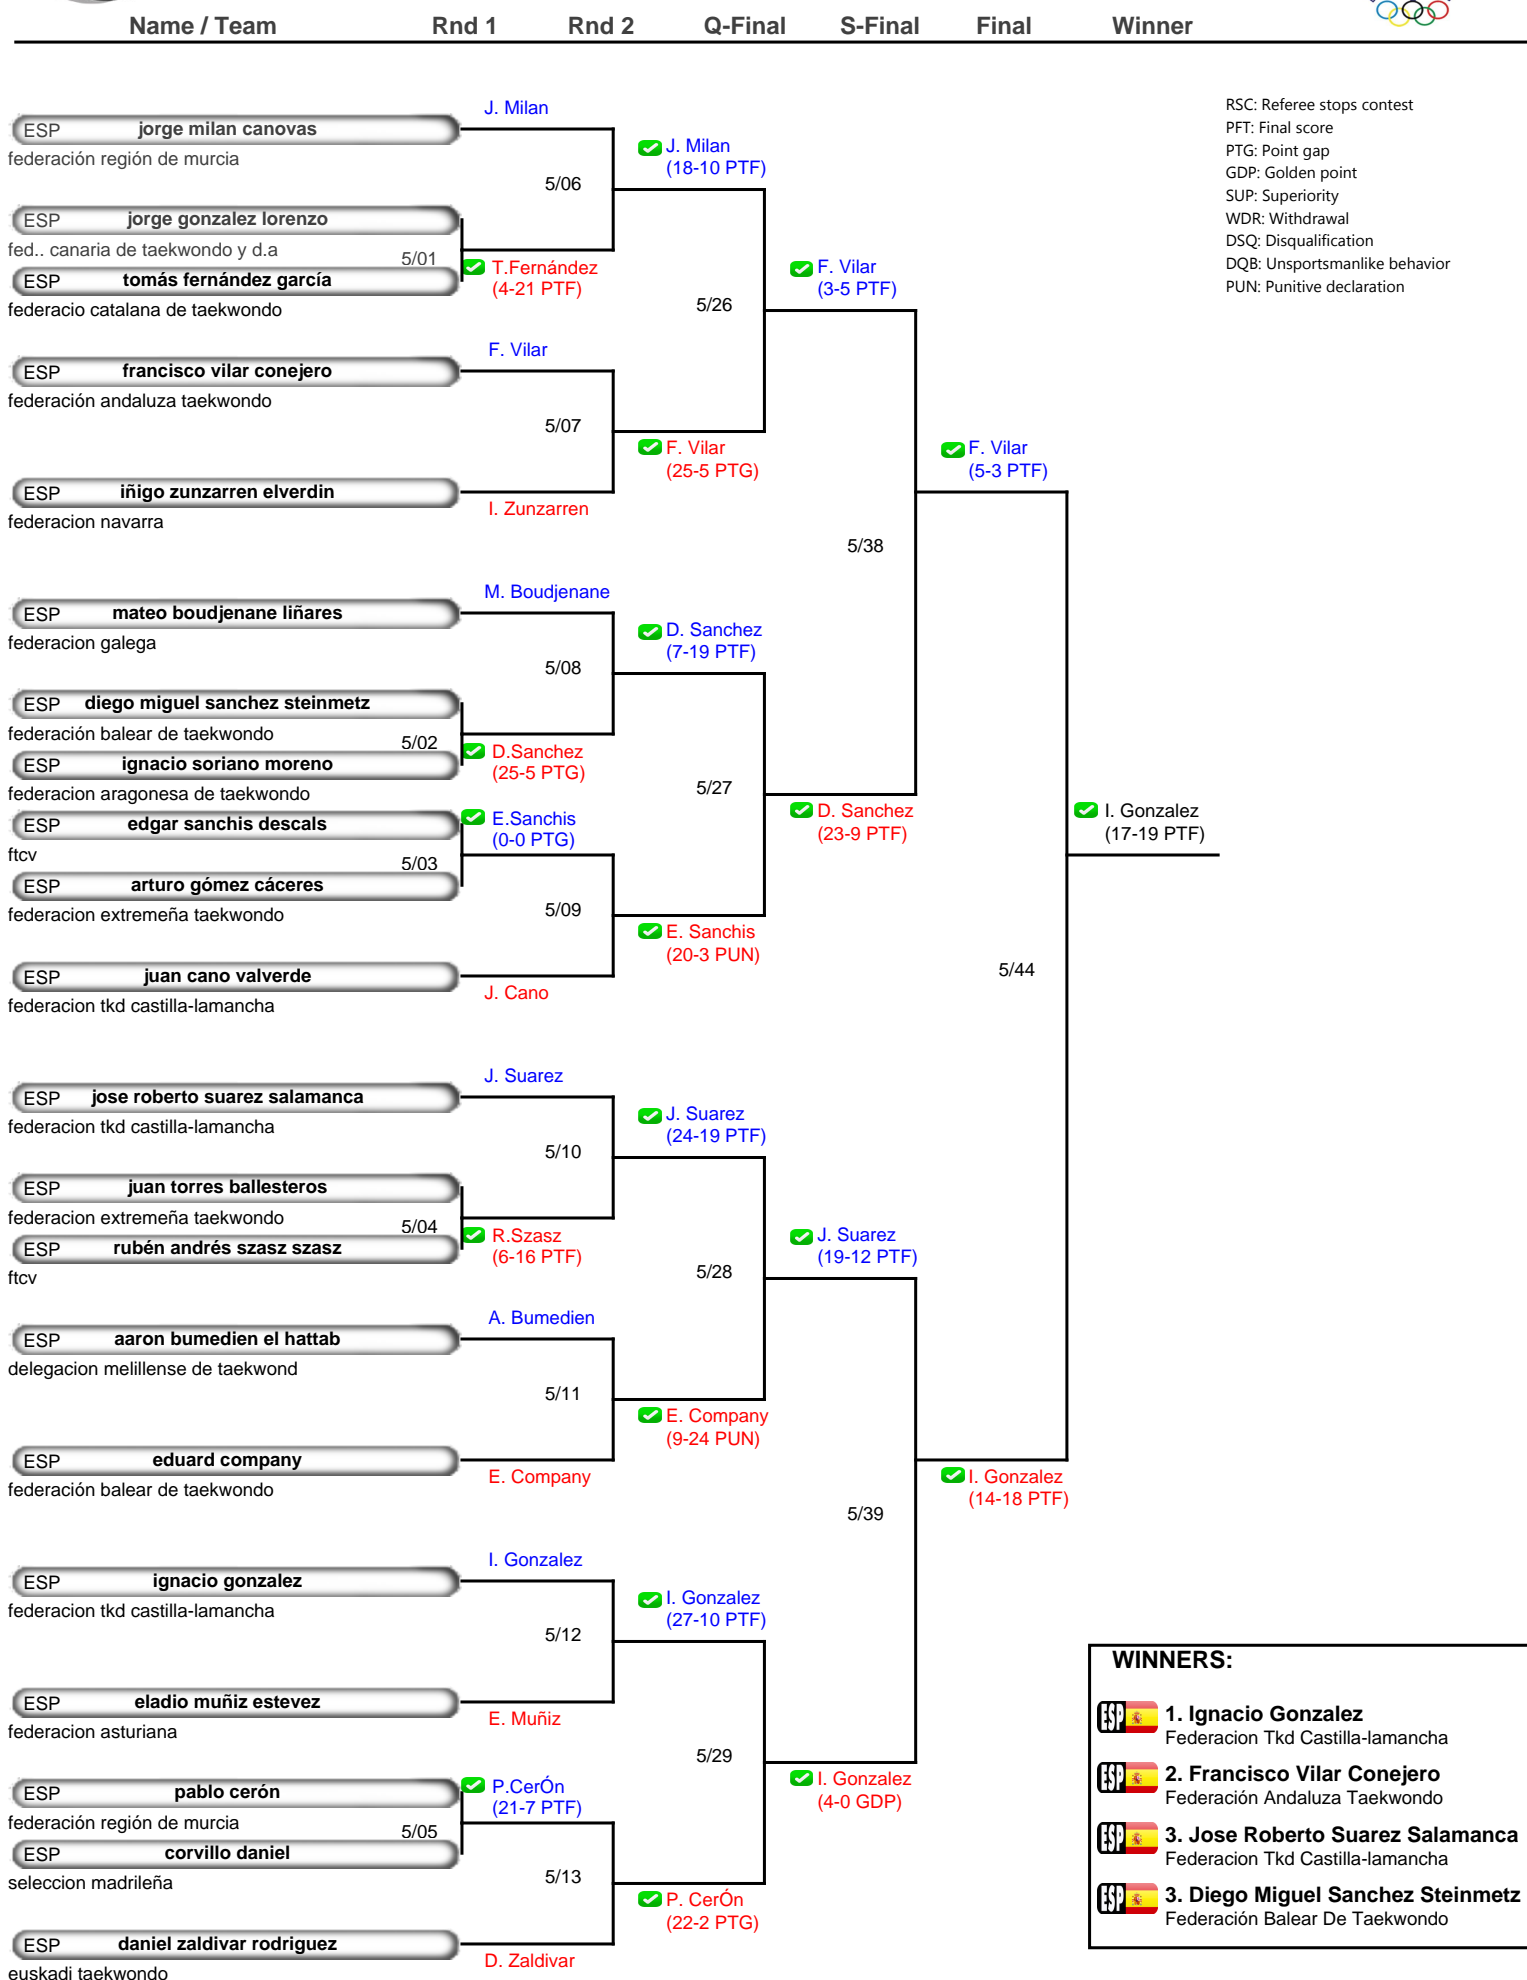 Name / Team Rnd 1 Rnd 2 Q-Final S-Final Final Winner
RSC: Referee stops contest
PFT: Final score
PTG: Point gap
GDP: Golden point
SUP: Superiority
WDR: Withdrawal
DSQ: Disqualification
DQB: Unsportsmanlike behavior
PUN: Punitive declaration
J. Milan
ESP jorge milan canovas
federación región de murcia
J. Milan
(18-10 PTF)
5/06
ESP jorge gonzalez lorenzo
fed.. canaria de taekwondo y d.a
5/01
T.Fernández
(4-21 PTF)
ESP tomás fernández garcía
federacio catalana de taekwondo
F. Vilar
(3-5 PTF)
5/26
F. Vilar
ESP francisco vilar conejero
federación andaluza taekwondo
5/07
F. Vilar
(25-5 PTG)
F. Vilar
(5-3 PTF)
ESP iñigo zunzarren elverdin
federacion navarra
I. Zunzarren
5/38
M. Boudjenane
ESP mateo boudjenane liñares
federacion galega
D. Sanchez
(7-19 PTF)
5/08
ESP diego miguel sanchez steinmetz
federación balear de taekwondo
5/02
D.Sanchez
(25-5 PTG)
ESP ignacio soriano moreno
federacion aragonesa de taekwondo
5/27
D. Sanchez
(23-9 PTF)
I. Gonzalez
(17-19 PTF)
ESP edgar sanchis descals
ftcv
E.Sanchis
(0-0 PTG)
5/03
ESP arturo gómez cáceres
federacion extremeña taekwondo
5/09
E. Sanchis
(20-3 PUN)
ESP juan cano valverde
federacion tkd castilla-lamancha
J. Cano
5/44
J. Suarez
ESP jose roberto suarez salamanca
federacion tkd castilla-lamancha
J. Suarez
(24-19 PTF)
5/10
ESP juan torres ballesteros
federacion extremeña taekwondo
5/04
R.Szasz
(6-16 PTF)
ESP rubén andrés szasz szasz
ftcv
J. Suarez
(19-12 PTF)
5/28
A. Bumedien
ESP aaron bumedien el hattab
delegacion melillense de taekwond
5/11
E. Company
(9-24 PUN)
ESP eduard company
federación balear de taekwondo
E. Company
I. Gonzalez
(14-18 PTF)
5/39
I. Gonzalez
ESP ignacio gonzalez
federacion tkd castilla-lamancha
I. Gonzalez
(27-10 PTF)
5/12
ESP eladio muñiz estevez
federacion asturiana
E. Muñiz
5/29
I. Gonzalez
(4-0 GDP)
ESP pablo cerón
federación región de murcia
P.CerÓn
(21-7 PTF)
5/05
ESP corvillo daniel
seleccion madrileña
5/13
P. CerÓn
(22-2 PTG)
ESP daniel zaldivar rodriguez
euskadi taekwondo
D. Zaldivar
WINNERS:
ESP 1. Ignacio Gonzalez
Federacion Tkd Castilla-lamancha
ESP 2. Francisco Vilar Conejero
Federación Andaluza Taekwondo
ESP 3. Jose Roberto Suarez Salamanca
Federacion Tkd Castilla-lamancha
ESP 3. Diego Miguel Sanchez Steinmetz
Federación Balear De Taekwondo